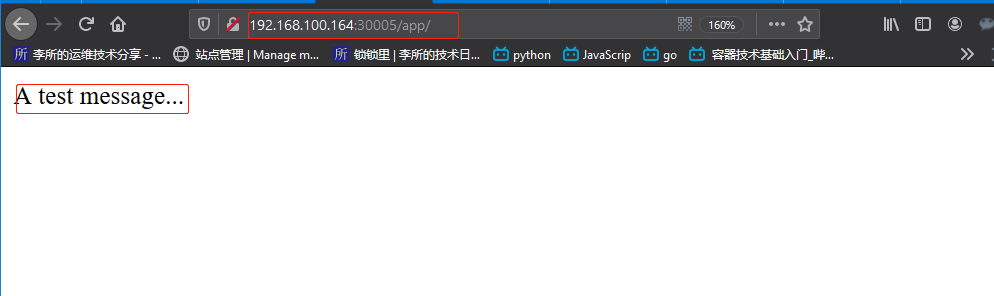 192.168.100.164:30005/app/ 160%
李所的运维技术分享 - ... 站点管理 | Manage m... 锁锁里 | 李所的技术日... python JavaScrip go 容器技术基础入门_哔...
A test message...